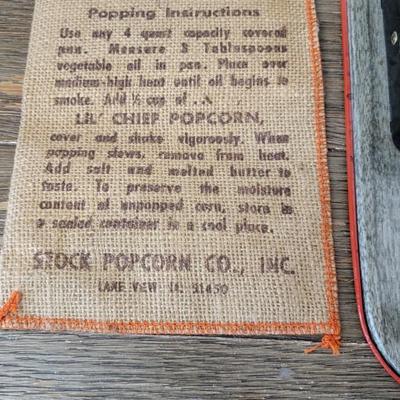 Popping Instructions
Use any 4 quart capacity covered
pan. Measure 3 Tablespoons
vegetable oil in pan. Place over
medium-high heat until oil begins to
smoke. Add ½ cup of ...
LIL' CHIEF POPCORN,
cover and shake vigorously. When
popping slows, remove from heat.
Add salt and melted butter to
taste. To preserve the moisture
content of unpopped corn, store in
a sealed container in a cool place.
STOCK POPCORN CO., INC.
LAKE VIEW IA. 51450